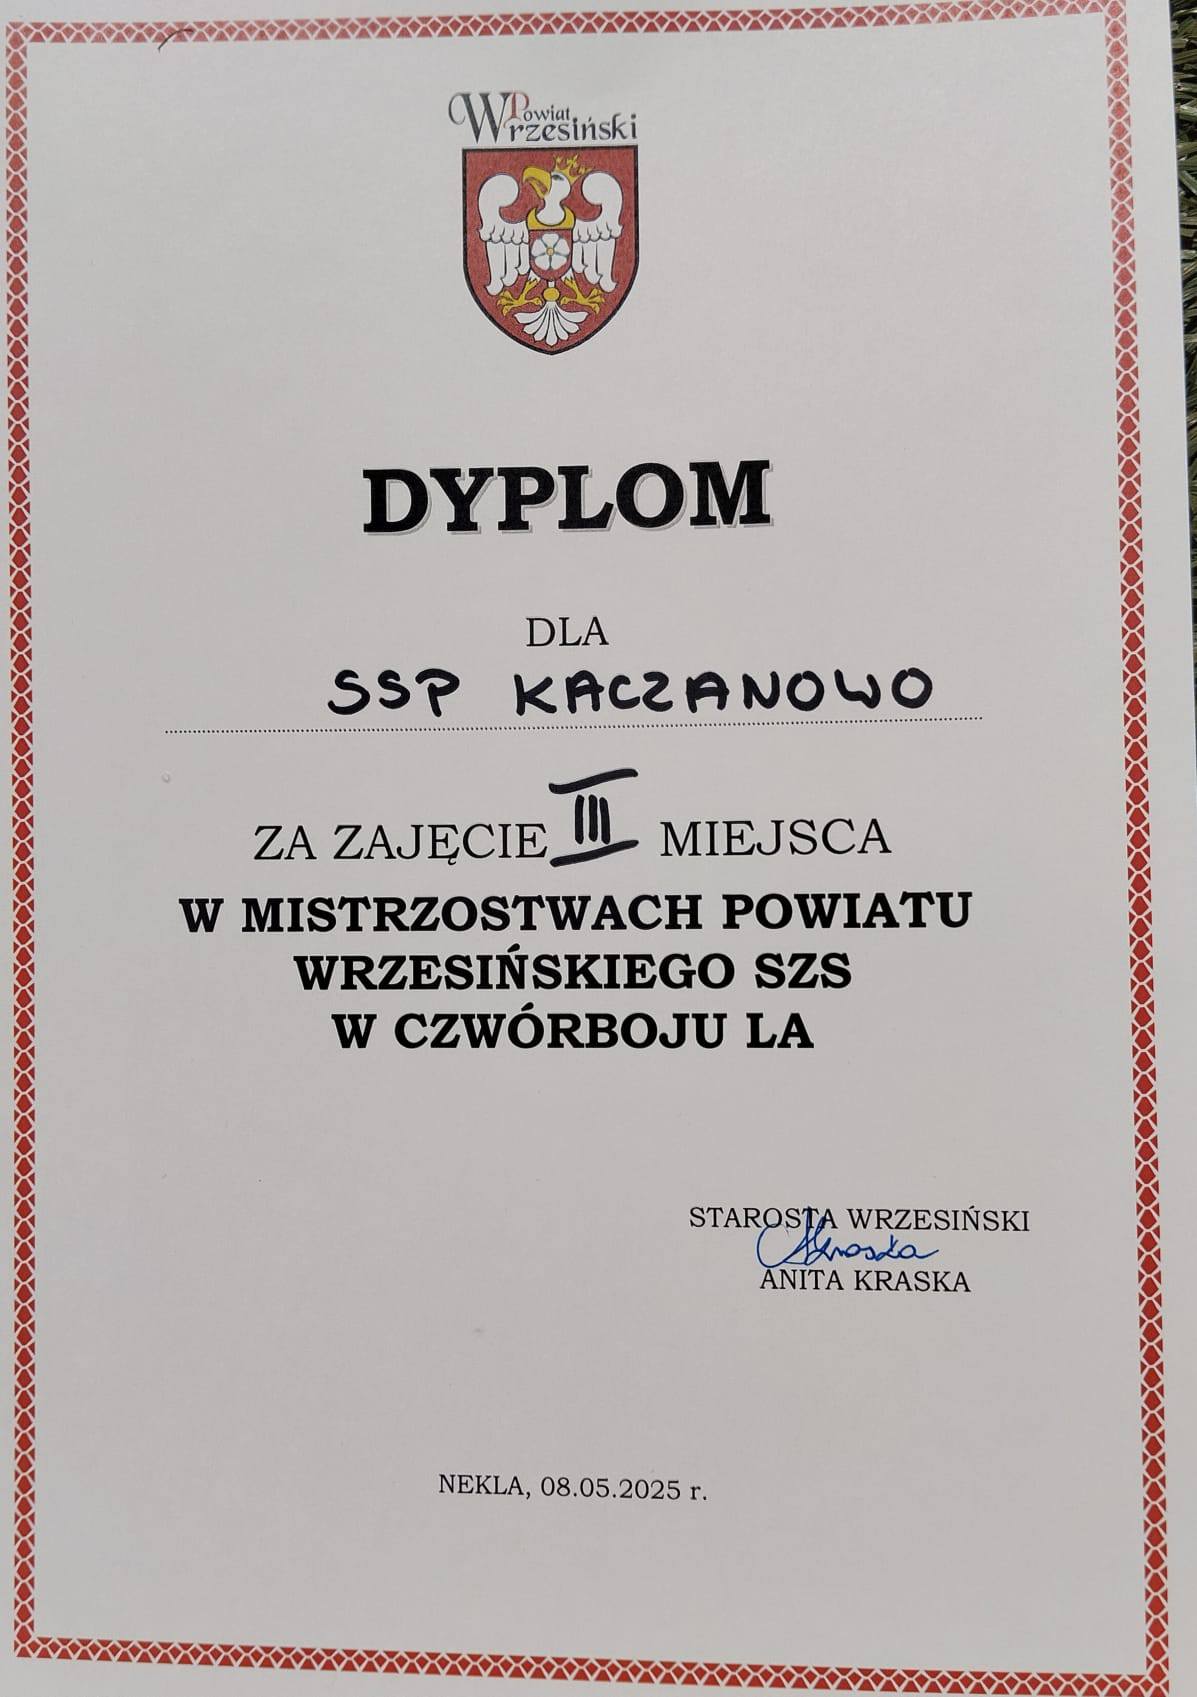 Powiat
Wrzesiński
DYPLOM
DLA
SSP KACZANOWO
ZA ZAJĘCIE III MIEJSCA
W MISTRZOSTWACH POWIATU
WRZESIŃSKIEGO SZS
W CZWÓRBOJU LA
STAROSTA WRZESIŃSKI
AKraska
ANITA KRASKA
NEKLA, 08.05.2025 r.